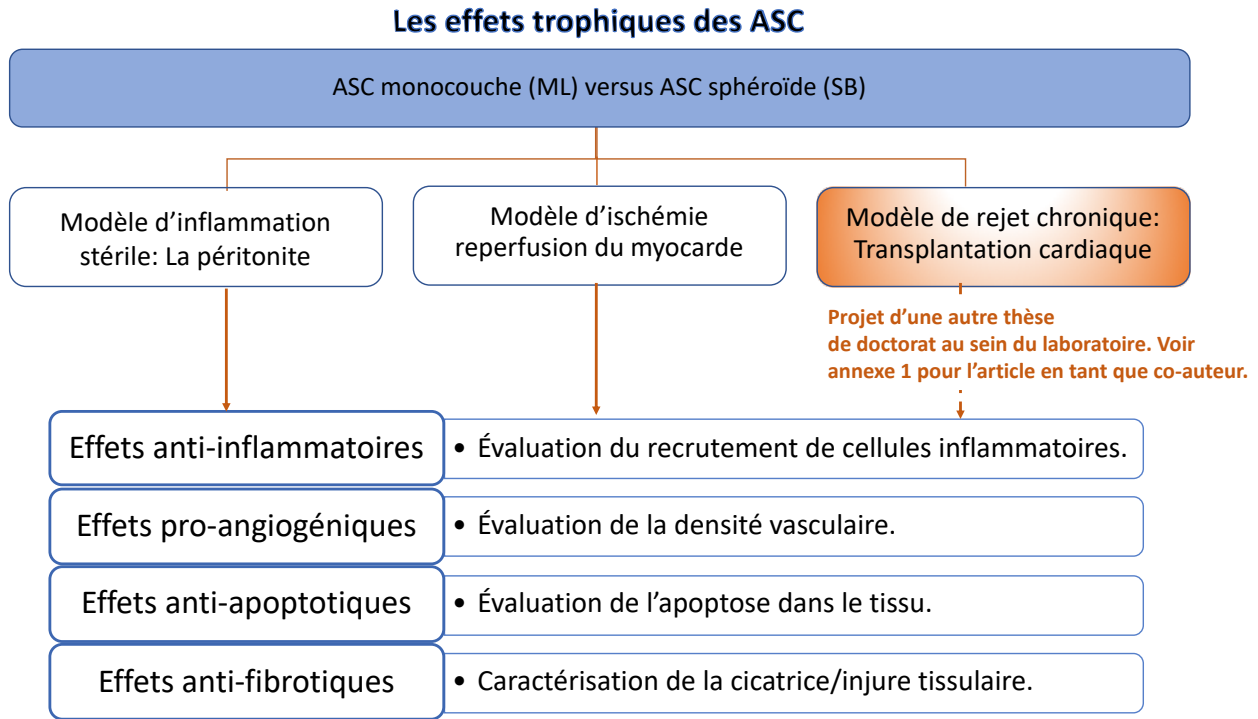 Les effets trophiques des ASC
ASC monocouche (ML) versus ASC sphéroïde (SB)
Modèle d’inflammation
stérile: La péritonite
Modèle d’ischémie
reperfusion du myocarde
Modèle de rejet chronique:
Transplantation cardiaque
Projet d’une autre thèse
de doctorat au sein du laboratoire. Voir
annexe 1 pour l’article en tant que co-auteur.
Effets anti-inflammatoires
• Évaluation du recrutement de cellules inflammatoires.
Effets pro-angiogéniques
• Évaluation de la densité vasculaire.
Effets anti-apoptotiques
• Évaluation de l’apoptose dans le tissu.
Effets anti-fibrotiques
• Caractérisation de la cicatrice/injure tissulaire.